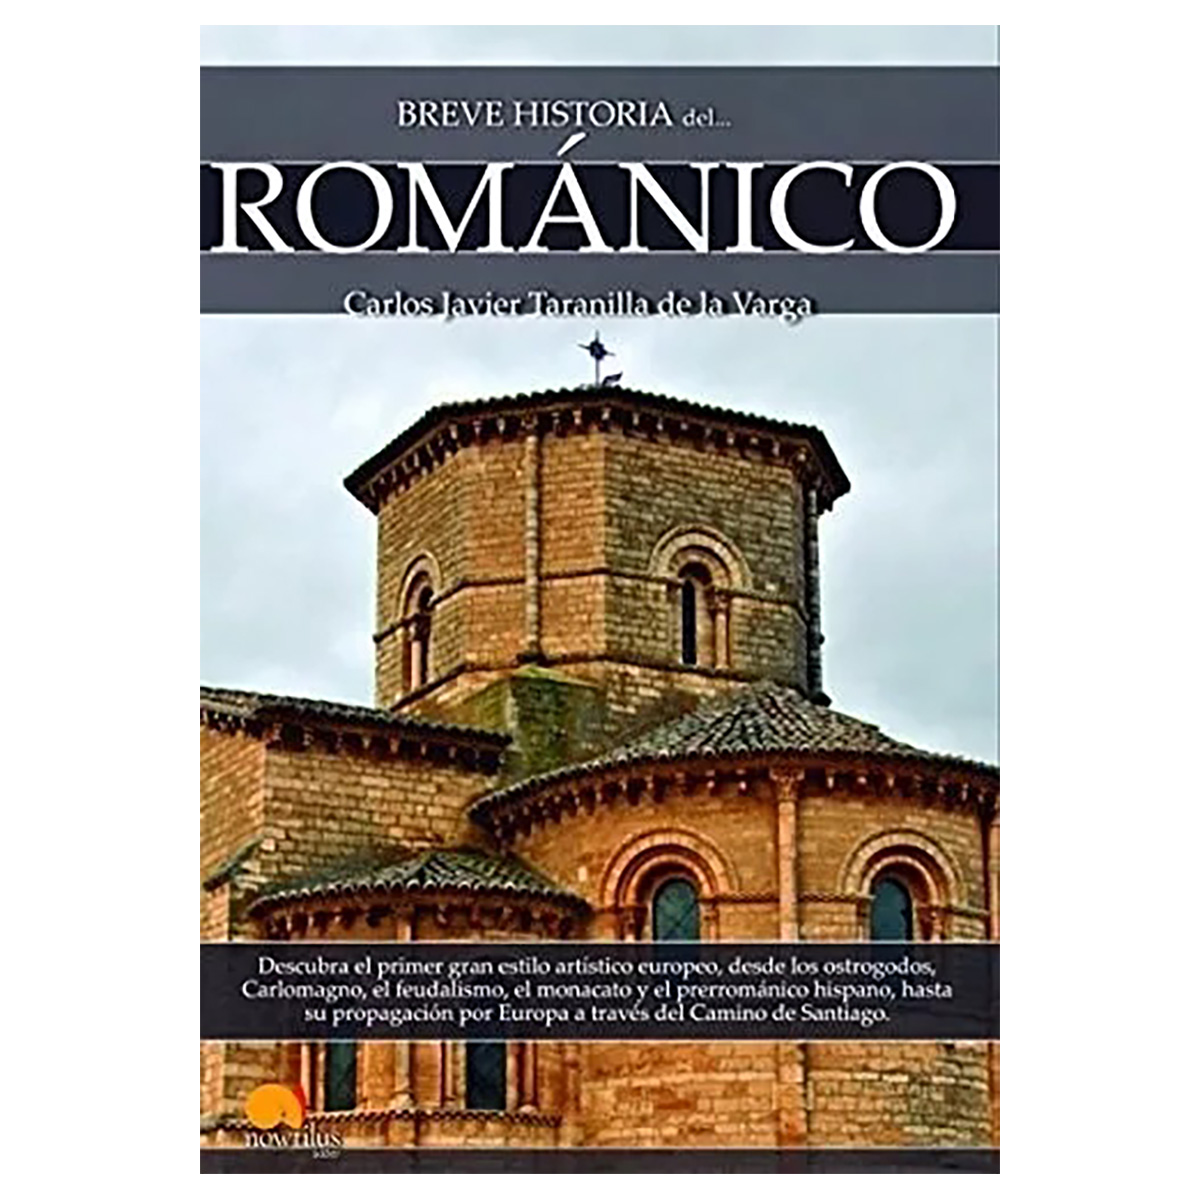 BREVE HISTORIA del...
ROMÁNICO
Carlos Javier Taranilla de la Varga
Descubra el primer gran estilo artístico europeo, desde los ostrogodos,
Carlomagno, el feudalismo, el monacato y el prerrománico hispano, hasta
su propagación por Europa a través del Camino de Santiago.
nowtilus